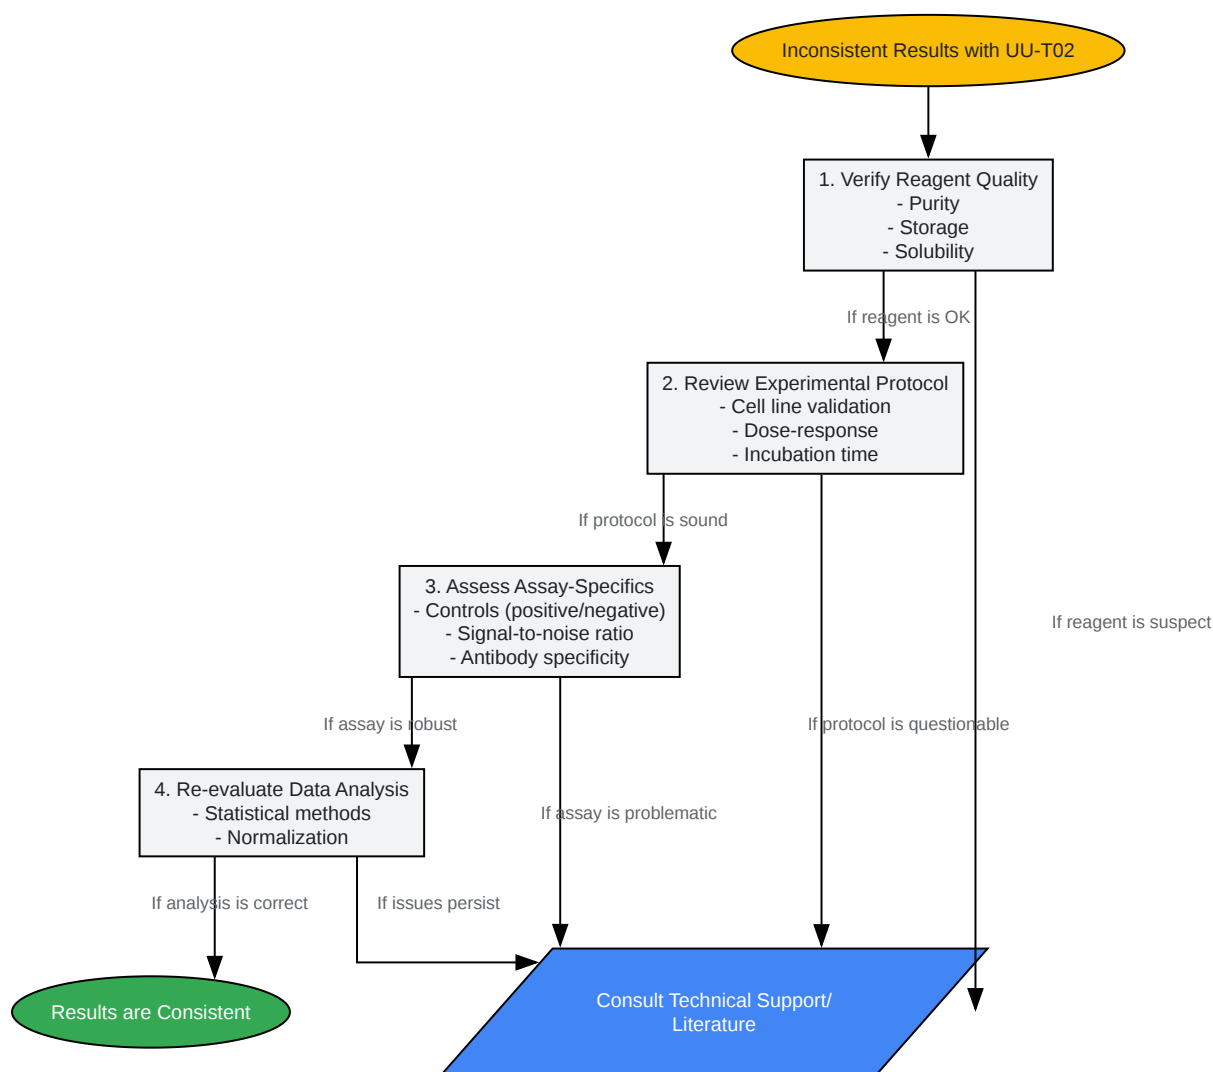 Inconsistent Results with UU-T02
1. Verify Reagent Quality
- Purity
- Storage
- Solubility
If reagent is OK
2. Review Experimental Protocol
- Cell line validation
- Dose-response
- Incubation time
If protocol is sound
3. Assess Assay-Specifics
- Controls (positive/negative)
- Signal-to-noise ratio
- Antibody specificity
If reagent is suspect
If assay is robust
If protocol is questionable
4. Re-evaluate Data Analysis
- Statistical methods
- Normalization
If assay is problematic
If analysis is correct
If issues persist
Results are Consistent
Consult Technical Support/
Literature